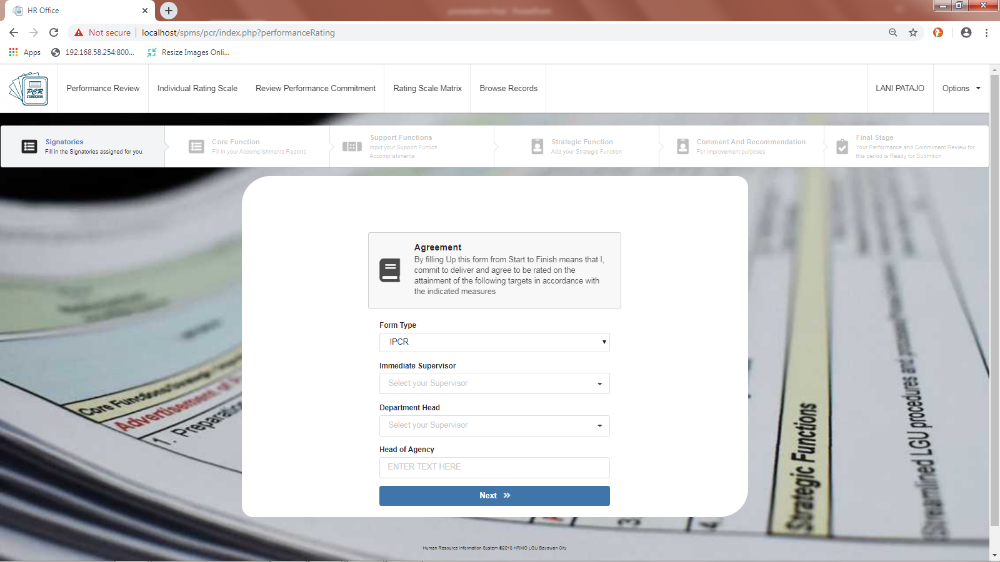 HR Office
presentation final - PowerPoint
Not secure
localhost/spms/pcr/index.php?performanceRating
Apps
192.168.58.254:800...
Resize Images Onli...
PCR
HRMO
Performance Review
Individual Rating Scale
Review Performance Commitment
Rating Scale Matrix
Browse Records
LANI PATAJO
Options
Signatories
Fill in the Signatories assigned for you.
Core Function
Fill in your Accomplishments Reports
Support Functions
Input your Support Funtion
Accomplishments
Strategic Function
Add your Strategic Function
Comment And Recommendation
For improvement purposes
Final Stage
Your Performance and Commiment Review for
this period is Ready for Submition
Agreement
By filling Up this form from Start to Finish means that I,
commit to deliver and agree to be rated on the
attainment of the following targets in accordance with
the indicated measures
Form Type
IPCR
Immediate Supervisor
Select your Supervisor
Department Head
Select your Supervisor
Head of Agency
ENTER TEXT HERE
Next
Core Functions
Advertisement of
1. Preparation
3.
4.
Strategic Functions
Streamlined LGU procedures and processes
Human Resource Information System ©2018 HRMO LGU Bayawan City